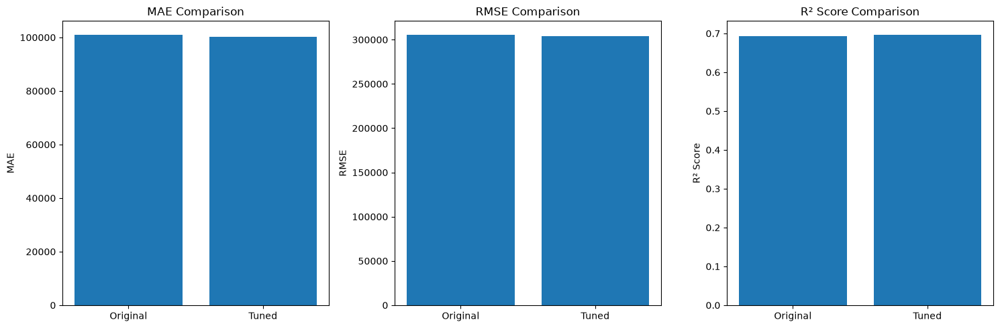 MAE Comparison
100000
80000
60000
40000
20000
0
MAE
Original Tuned
RMSE Comparison
300000
250000
200000
150000
100000
50000
0
RMSE
Original Tuned
R² Score Comparison
0.7
0.6
0.5
0.4
0.3
0.2
0.1
0.0
R² Score
Original Tuned